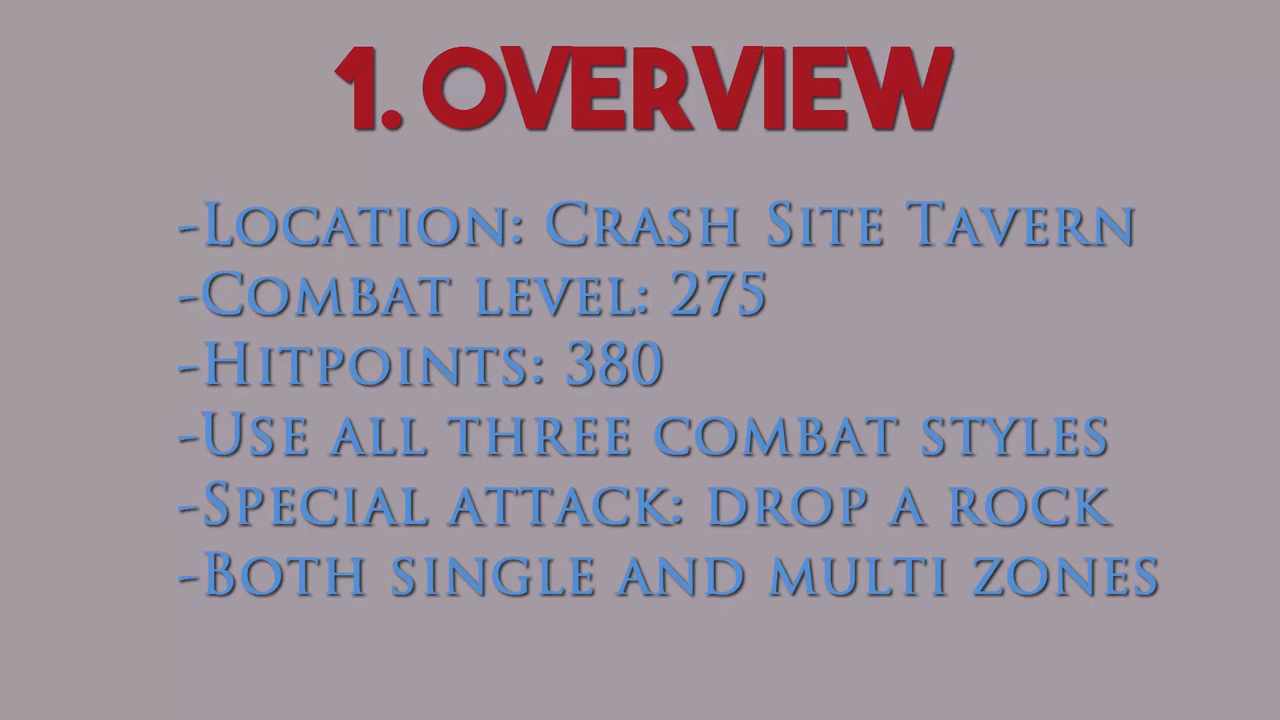 1. OVERVIEW
-Location: Crash Site Tavern
-Combat level: 275
-Hitpoints: 380
-Use all three combat styles
-Special attack: drop a rock
-Both single and multi zones